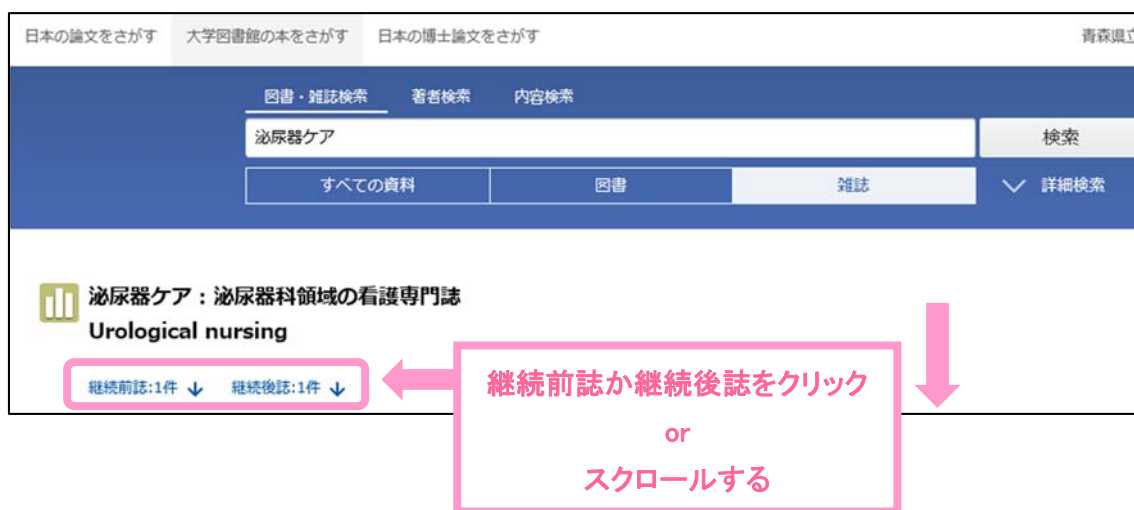 日本の論文をさがす 大学図書館の本をさがす 日本の博士論文をさがす 青森県立
図書・雑誌検索 著者検索 内容検索
泌尿器ケア 検索
すべての資料 図書 雑誌 詳細検索
泌尿器ケア : 泌尿器科領域の看護専門誌
Urological nursing
継続前誌:1件 ↓ 継続後誌:1件 ↓
継続前誌か継続後誌をクリック
or
スクロールする